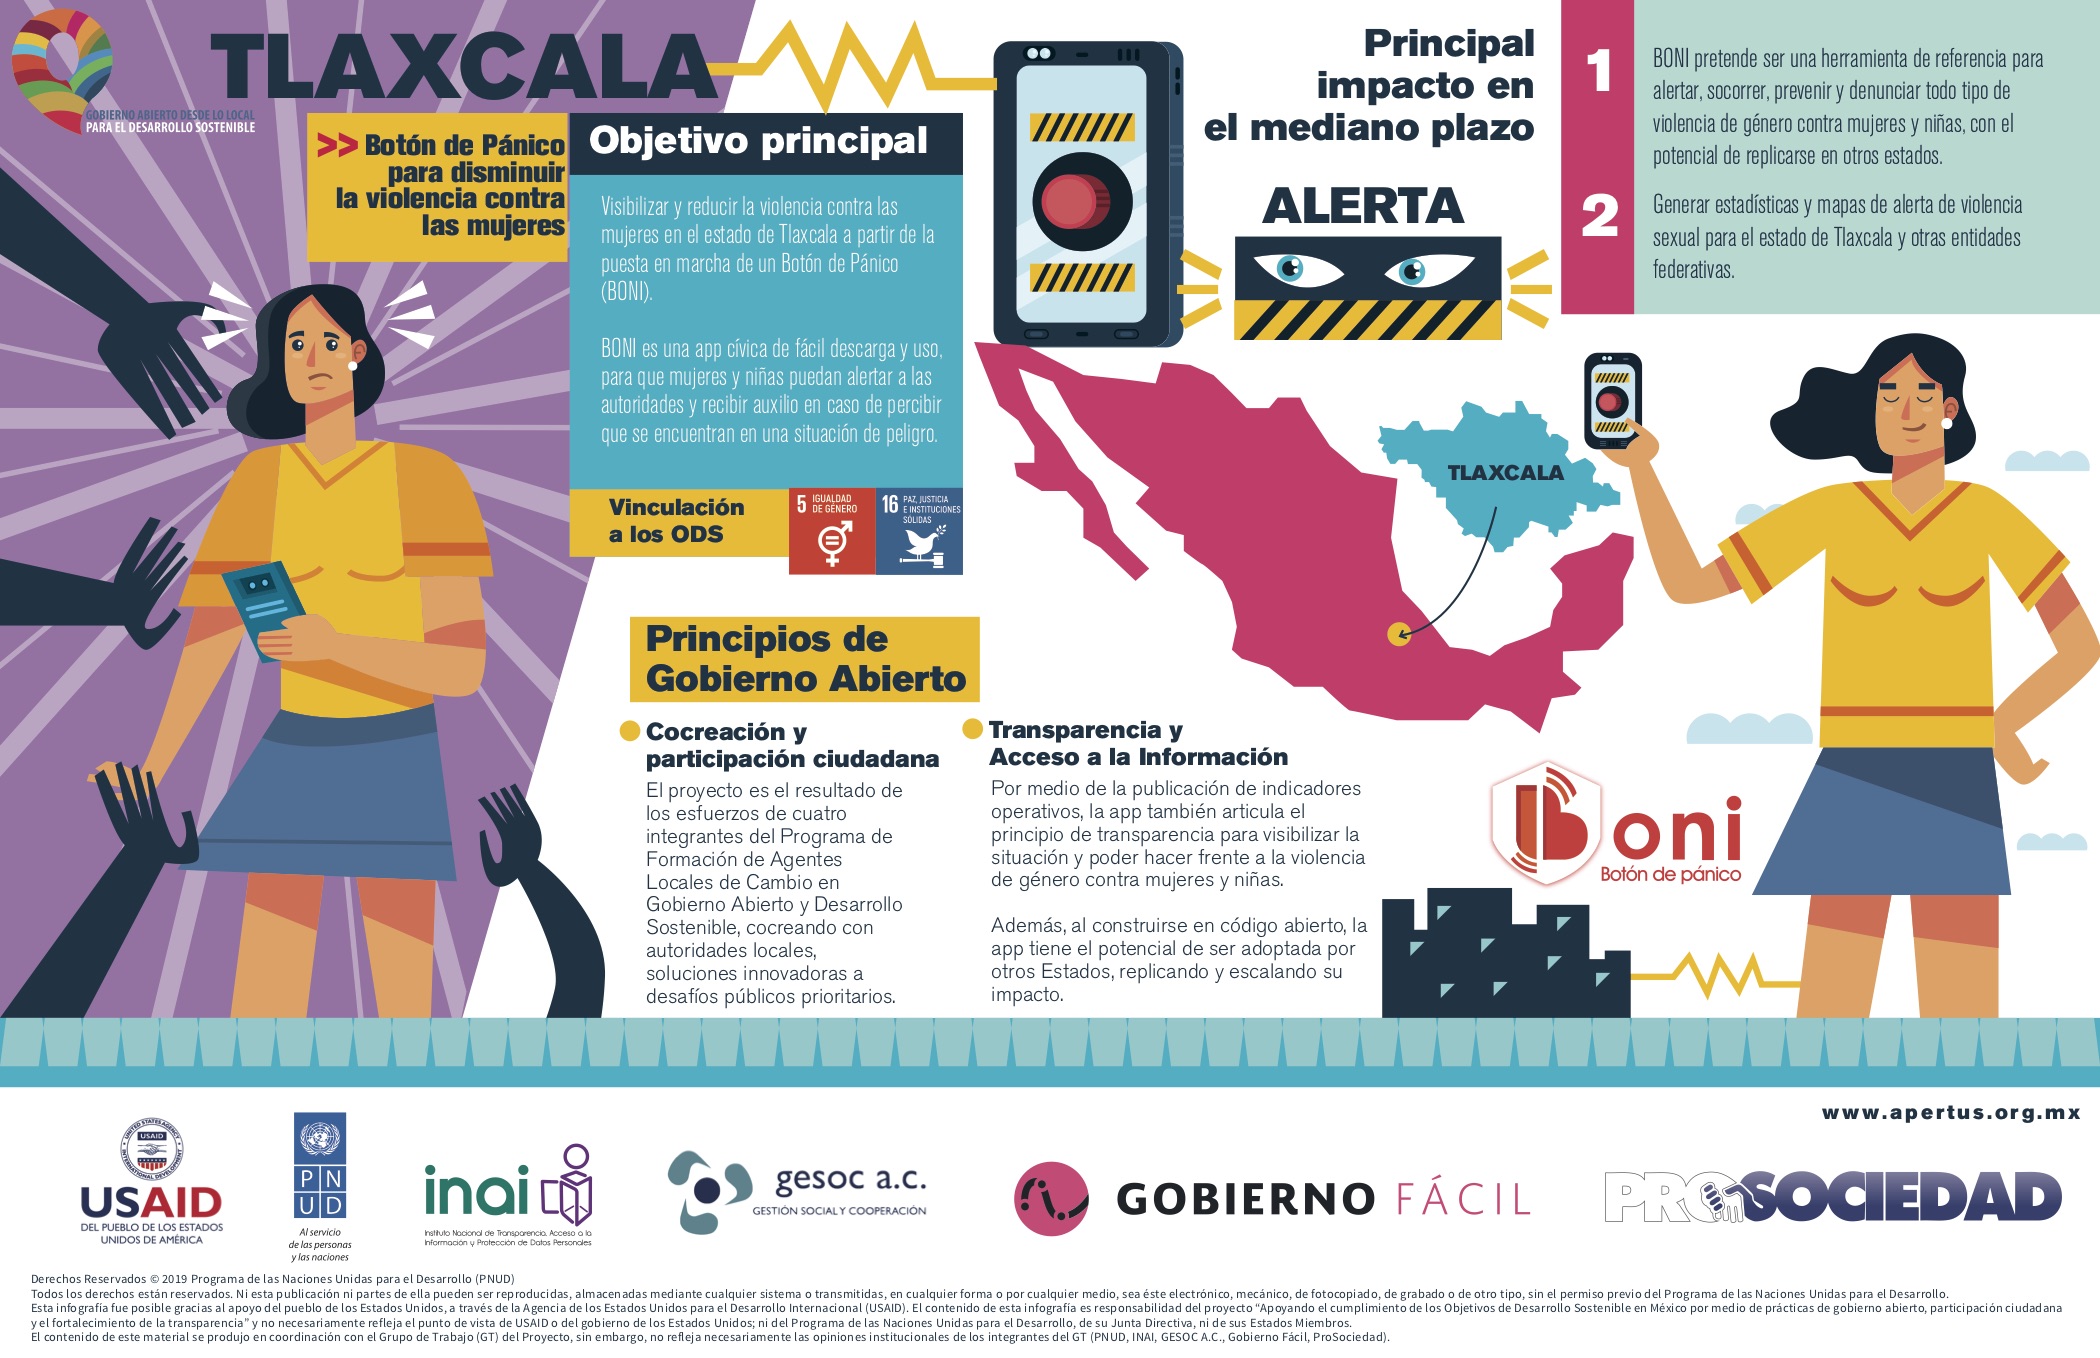 TLAXCALA
GOBIERNO ABIERTO DESDE LO LOCAL
PARA EL DESARROLLO SOSTENIBLE
>> Botón de Pánico
para disminuir
la violencia contra
las mujeres
Objetivo principal
Visibilizar y reducir la violencia contra las
mujeres en el estado de Tlaxcala a partir de la
puesta en marcha de un Botón de Pánico
(BONI).
BONI es una app cívica de fácil descarga y uso,
para que mujeres y niñas puedan alertar a las
autoridades y recibir auxilio en caso de percibir
que se encuentran en una situación de peligro.
Vinculación
a los ODS
5 IGUALDAD
DE GÉNERO
16 PAZ, JUSTICIA
E INSTITUCIONES
SÓLIDAS
Principal
impacto en
el mediano plazo
ALERTA
1
BONI pretende ser una herramienta de referencia para
alertar, socorrer, prevenir y denunciar todo tipo de
violencia de género contra mujeres y niñas, con el
potencial de replicarse en otros estados.
2
Generar estadísticas y mapas de alerta de violencia
sexual para el estado de Tlaxcala y otras entidades
federativas.
TLAXCALA
Principios de
Gobierno Abierto
Cocreación y
participación ciudadana
El proyecto es el resultado de
los esfuerzos de cuatro
integrantes del Programa de
Formación de Agentes
Locales de Cambio en
Gobierno Abierto y Desarrollo
Sostenible, cocreando con
autoridades locales,
soluciones innovadoras a
desafíos públicos prioritarios.
Transparencia y
Acceso a la Información
Por medio de la publicación de indicadores
operativos, la app también articula el
principio de transparencia para visibilizar la
situación y poder hacer frente a la violencia
de género contra mujeres y niñas.
Además, al construirse en código abierto, la
app tiene el potencial de ser adoptada por
otros Estados, replicando y escalando su
impacto.
Boni
Botón de pánico
www.apertus.org.mx
UNITED STATES AGENCY
USAID
INTERNATIONAL DEVELOPMENT
USAID
DEL PUEBLO DE LOS ESTADOS
UNIDOS DE AMÉRICA
PN
UD
Al servicio
de las personas
y las naciones
inai
Instituto Nacional de Transparencia, Acceso a la
Información y Protección de Datos Personales
gesoc a.c.
GESTIÓN SOCIAL Y COOPERACIÓN
GOBIERNO FÁCIL
PROSOCIEDAD
Derechos Reservados © 2019 Programa de las Naciones Unidas para el Desarrollo (PNUD)
Todos los derechos están reservados. Ni esta publicación ni partes de ella pueden ser reproducidas, almacenadas mediante cualquier sistema o transmitidas, en cualquier forma o por cualquier medio, sea éste electrónico, mecánico, de fotocopiado, de grabado o de otro tipo, sin el permiso previo del Programa de las Naciones Unidas para el Desarrollo.
Esta infografía fue posible gracias al apoyo del pueblo de los Estados Unidos, a través de la Agencia de los Estados Unidos para el Desarrollo Internacional (USAID). El contenido de esta infografía es responsabilidad del proyecto “Apoyando el cumplimiento de los Objetivos de Desarrollo Sostenible en México por medio de prácticas de gobierno abierto, participación ciudadana
y el fortalecimiento de la transparencia” y no necesariamente refleja el punto de vista de USAID o del gobierno de los Estados Unidos; ni del Programa de las Naciones Unidas para el Desarrollo, de su Junta Directiva, ni de sus Estados Miembros.
El contenido de este material se produjo en coordinación con el Grupo de Trabajo (GT) del Proyecto, sin embargo, no refleja necesariamente las opiniones institucionales de los integrantes del GT (PNUD, INAI, GESOC A.C., Gobierno Fácil, ProSociedad).